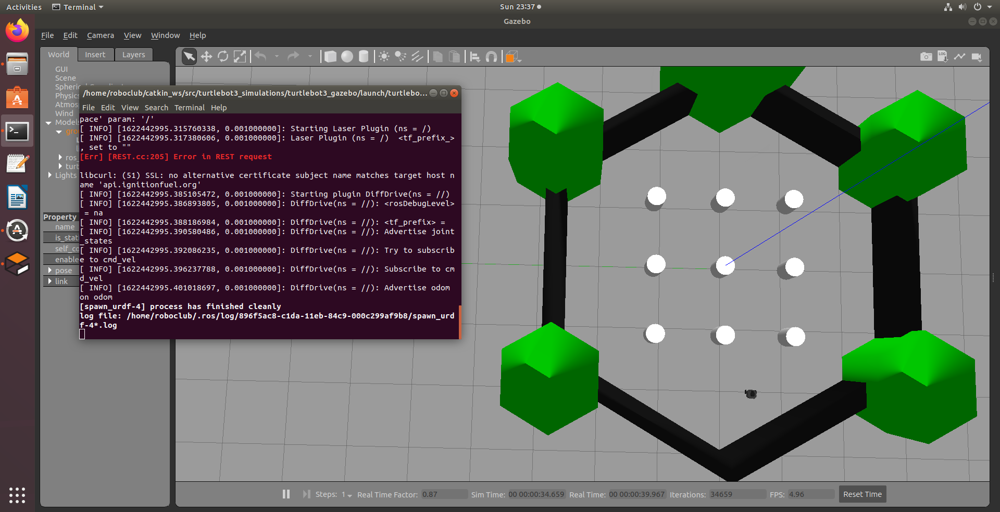 Activities
Terminal
Sun 23:37
Gazebo
File Edit Camera View Window Help
World Insert Layers
GUI
Scene
Physics
Wind
Models
Lights
Property
name
enable
pose
link
/home/roboclub/catkin_ws/src/turtlebot3_simulations/turtlebot3_gazebo/launch/turtlebo...
File Edit View Search Terminal Help
pace' param: '/'
[ INFO] [1622442995.315760338, 0.001000000]: Starting Laser Plugin (ns = /)
[ INFO] [1622442995.317380606, 0.001000000]: Laser Plugin (ns = /)  <tf_prefix_>
, set to ""
[Err] [REST.cc:205] Error in REST request
libcurl: (51) SSL: no alternative certificate subject name matches target host n
ame 'api.ignitionfuel.org'
[ INFO] [1622442995.385105472, 0.001000000]: Starting plugin DiffDrive(ns = //)
[ INFO] [1622442995.386893805, 0.001000000]: DiffDrive(ns = //): <rosDebugLevel>
= na
[ INFO] [1622442995.388186984, 0.001000000]: DiffDrive(ns = //): <tf_prefix> =
[ INFO] [1622442995.390580486, 0.001000000]: DiffDrive(ns = //): Advertise joint
_states
[ INFO] [1622442995.392086235, 0.001000000]: DiffDrive(ns = //): Try to subscrib
e to cmd_vel
[ INFO] [1622442995.396237788, 0.001000000]: DiffDrive(ns = //): Subscribe to cm
d_vel
[ INFO] [1622442995.401018697, 0.001000000]: DiffDrive(ns = //): Advertise odom
on odom
[spawn_urdf-4] process has finished cleanly
log file: /home/roboclub/.ros/log/896f5ac8-c1da-11eb-84c9-000c299af9b8/spawn_urd
f-4*.log
LOG
Steps: 1 Real Time Factor: 0.87 Sim Time: 00 00:00:34.659 Real Time: 00 00:00:39.967 Iterations: 34659 FPS: 4.96 Reset Time